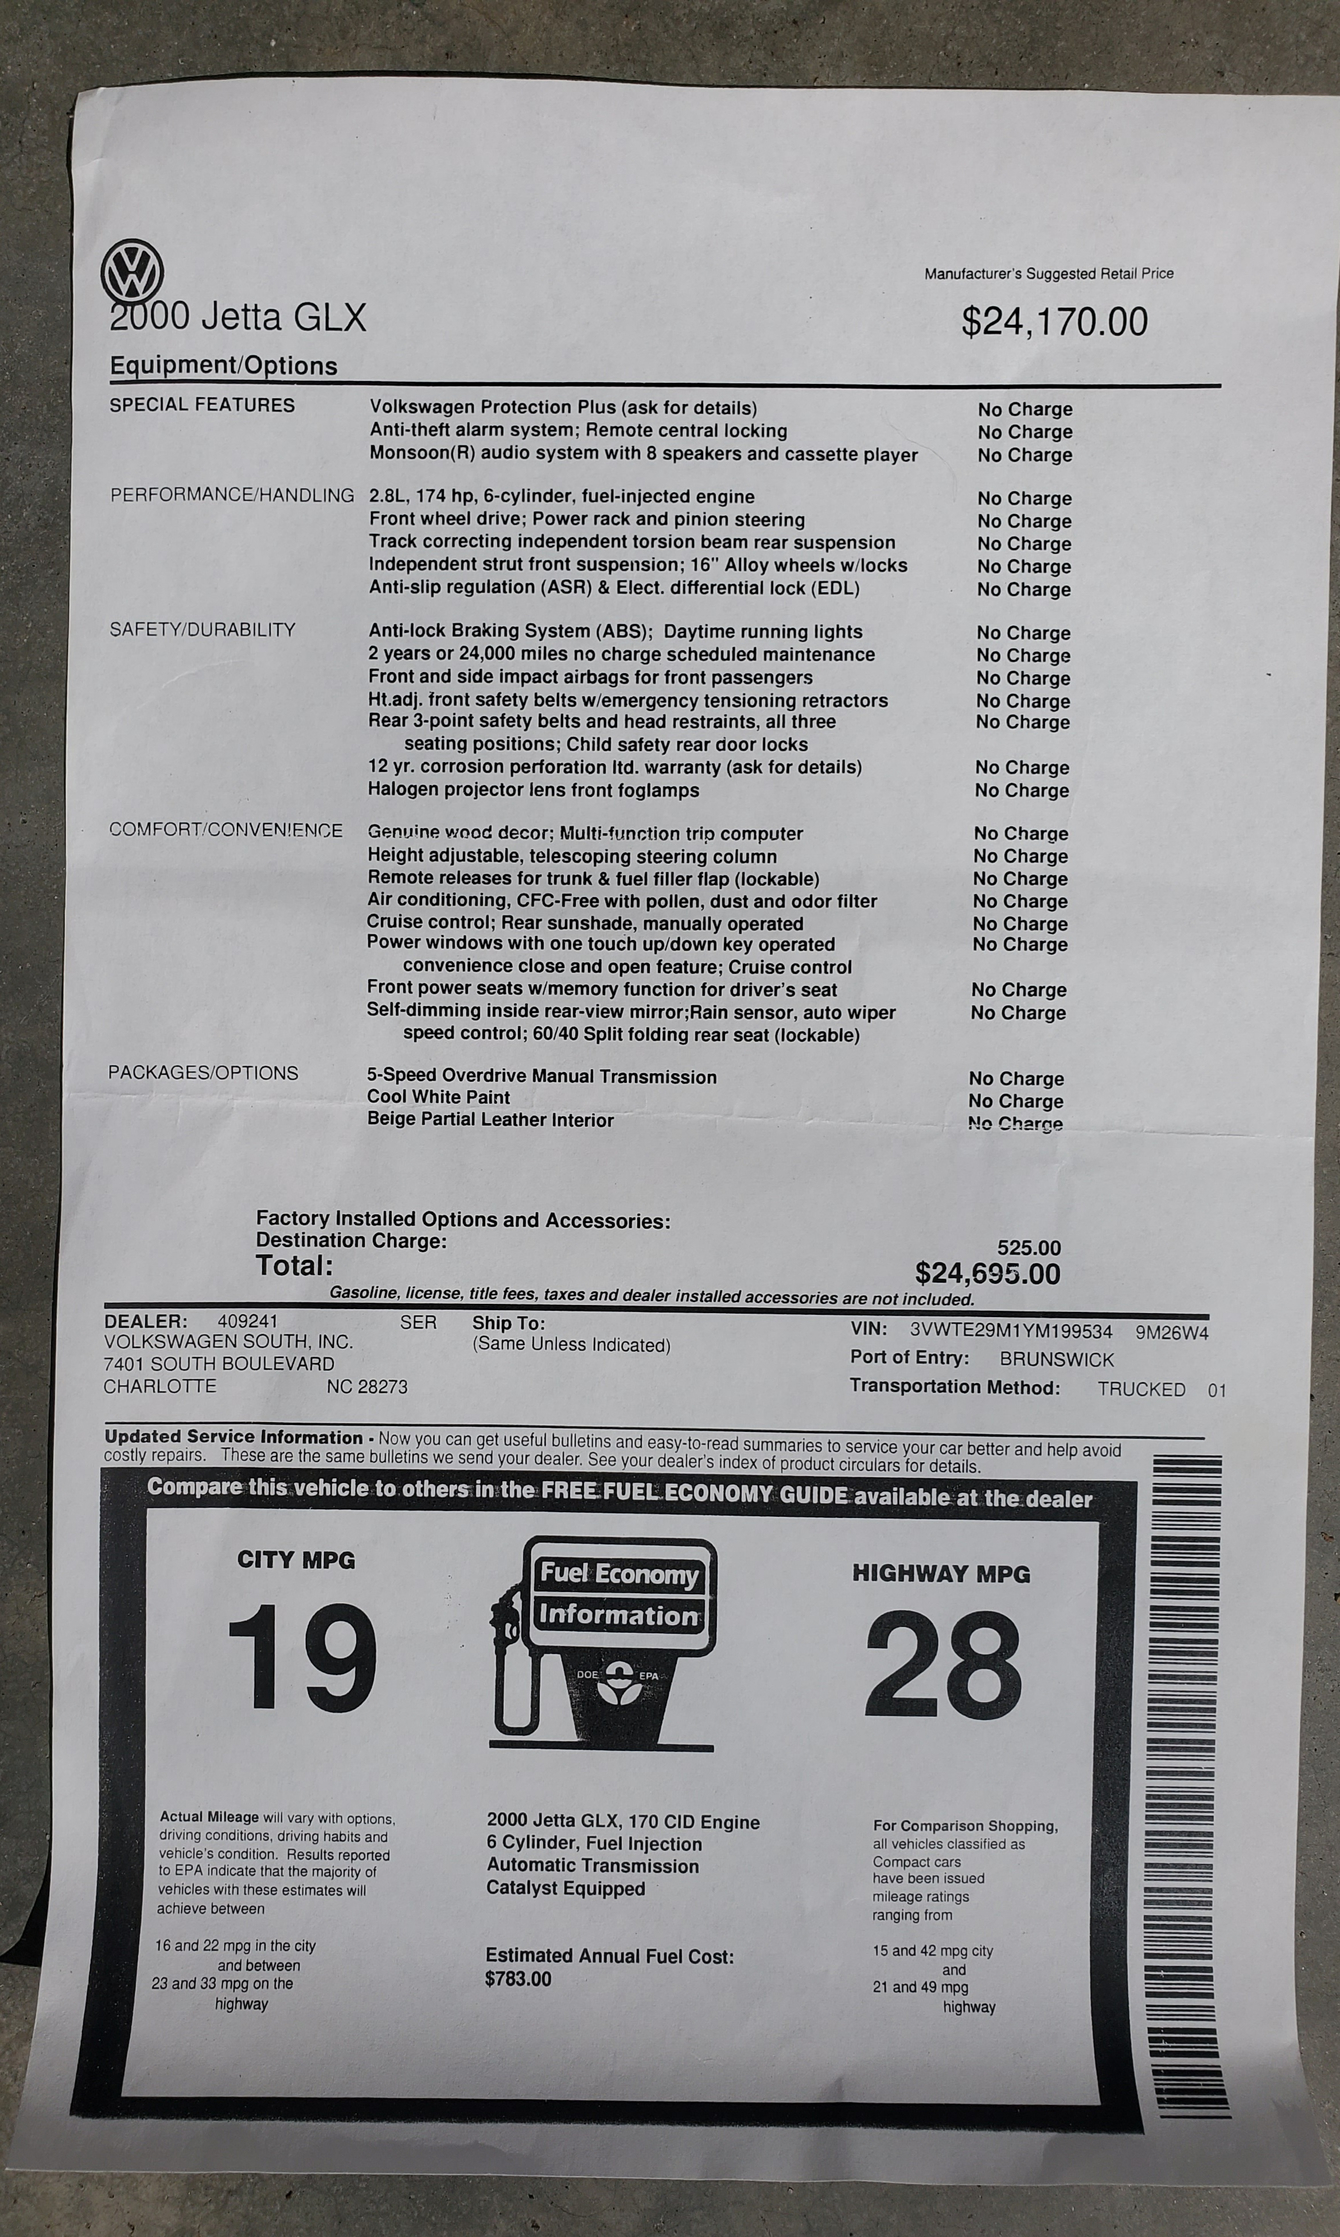 Manufacturer's Suggested Retail Price
2000 Jetta GLX $24,170.00
Equipment/Options
SPECIAL FEATURES Volkswagen Protection Plus (ask for details) No Charge
Anti-theft alarm system; Remote central locking No Charge
Monsoon(R) audio system with 8 speakers and cassette player No Charge
PERFORMANCE/HANDLING 2.8L, 174 hp, 6-cylinder, fuel-injected engine No Charge
Front wheel drive; Power rack and pinion steering No Charge
Track correcting independent torsion beam rear suspension No Charge
Independent strut front suspension; 16" Alloy wheels w/locks No Charge
Anti-slip regulation (ASR) & Elect. differential lock (EDL) No Charge
SAFETY/DURABILITY Anti-lock Braking System (ABS); Daytime running lights No Charge
2 years or 24,000 miles no charge scheduled maintenance No Charge
Front and side impact airbags for front passengers No Charge
Ht.adj. front safety belts w/emergency tensioning retractors No Charge
Rear 3-point safety belts and head restraints, all three No Charge
seating positions; Child safety rear door locks
12 yr. corrosion perforation ltd. warranty (ask for details) No Charge
Halogen projector lens front foglamps No Charge
COMFORT/CONVENIENCE Genuine wood decor; Multi-function trip computer No Charge
Height adjustable, telescoping steering column No Charge
Remote releases for trunk & fuel filler flap (lockable) No Charge
Air conditioning, CFC-Free with pollen, dust and odor filter No Charge
Cruise control; Rear sunshade, manually operated No Charge
Power windows with one touch up/down key operated No Charge
convenience close and open feature; Cruise control
Front power seats w/memory function for driver's seat No Charge
Self-dimming inside rear-view mirror;Rain sensor, auto wiper No Charge
speed control; 60/40 Split folding rear seat (lockable)
PACKAGES/OPTIONS 5-Speed Overdrive Manual Transmission No Charge
Cool White Paint No Charge
Beige Partial Leather Interior No Charge
Factory Installed Options and Accessories:
Destination Charge: 525.00
Total: $24,695.00
Gasoline, license, title fees, taxes and dealer installed accessories are not included.
DEALER: 409241 SER Ship To: VIN: 3VWTE29M1YM199534 9M26W4
VOLKSWAGEN SOUTH, INC. (Same Unless Indicated)
7401 SOUTH BOULEVARD Port of Entry: BRUNSWICK
CHARLOTTE NC 28273 Transportation Method: TRUCKED 01
Updated Service Information - Now you can get useful bulletins and easy-to-read summaries to service your car better and help avoid
costly repairs. These are the same bulletins we send your dealer. See your dealer's index of product circulars for details.
Compare this vehicle to others in the FREE FUEL ECONOMY GUIDE available at the dealer
CITY MPG
19
Fuel Economy
Information
DOE EPA
HIGHWAY MPG
28
Actual Mileage will vary with options,
driving conditions, driving habits and
vehicle's condition. Results reported
to EPA indicate that the majority of
vehicles with these estimates will
achieve between
16 and 22 mpg in the city
and between
23 and 33 mpg on the
highway
2000 Jetta GLX, 170 CID Engine
6 Cylinder, Fuel Injection
Automatic Transmission
Catalyst Equipped
Estimated Annual Fuel Cost:
$783.00
For Comparison Shopping,
all vehicles classified as
Compact cars
have been issued
mileage ratings
ranging from
15 and 42 mpg city
and
21 and 49 mpg
highway